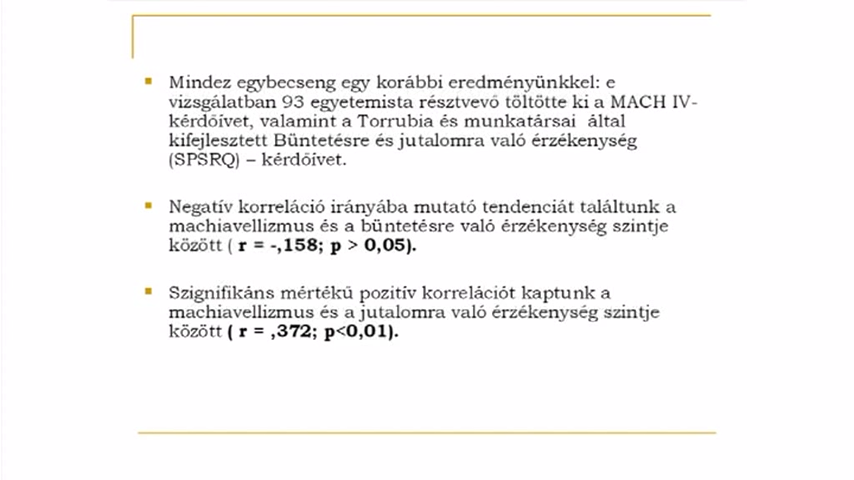 Mindez egybecseng egy korábbi eredményünkkel: e
vizsgálatban 93 egyetemista résztvevő töltötte ki a MACH IV-
kérdőívet, valamint a Torrubia és munkatársai által
kifejlesztett Büntetésre és jutalomra való érzékenység
(SPSRQ) – kérdőívet.
Negatív korreláció irányába mutató tendenciát találtunk a
machiavellizmus és a büntetésre való érzékenység szintje
között ( r = -,158; p > 0,05).
Szignifikáns mértékű pozitív korrelációt kaptunk a
machiavellizmus és a jutalomra való érzékenység szintje
között ( r = ,372; p<0,01).